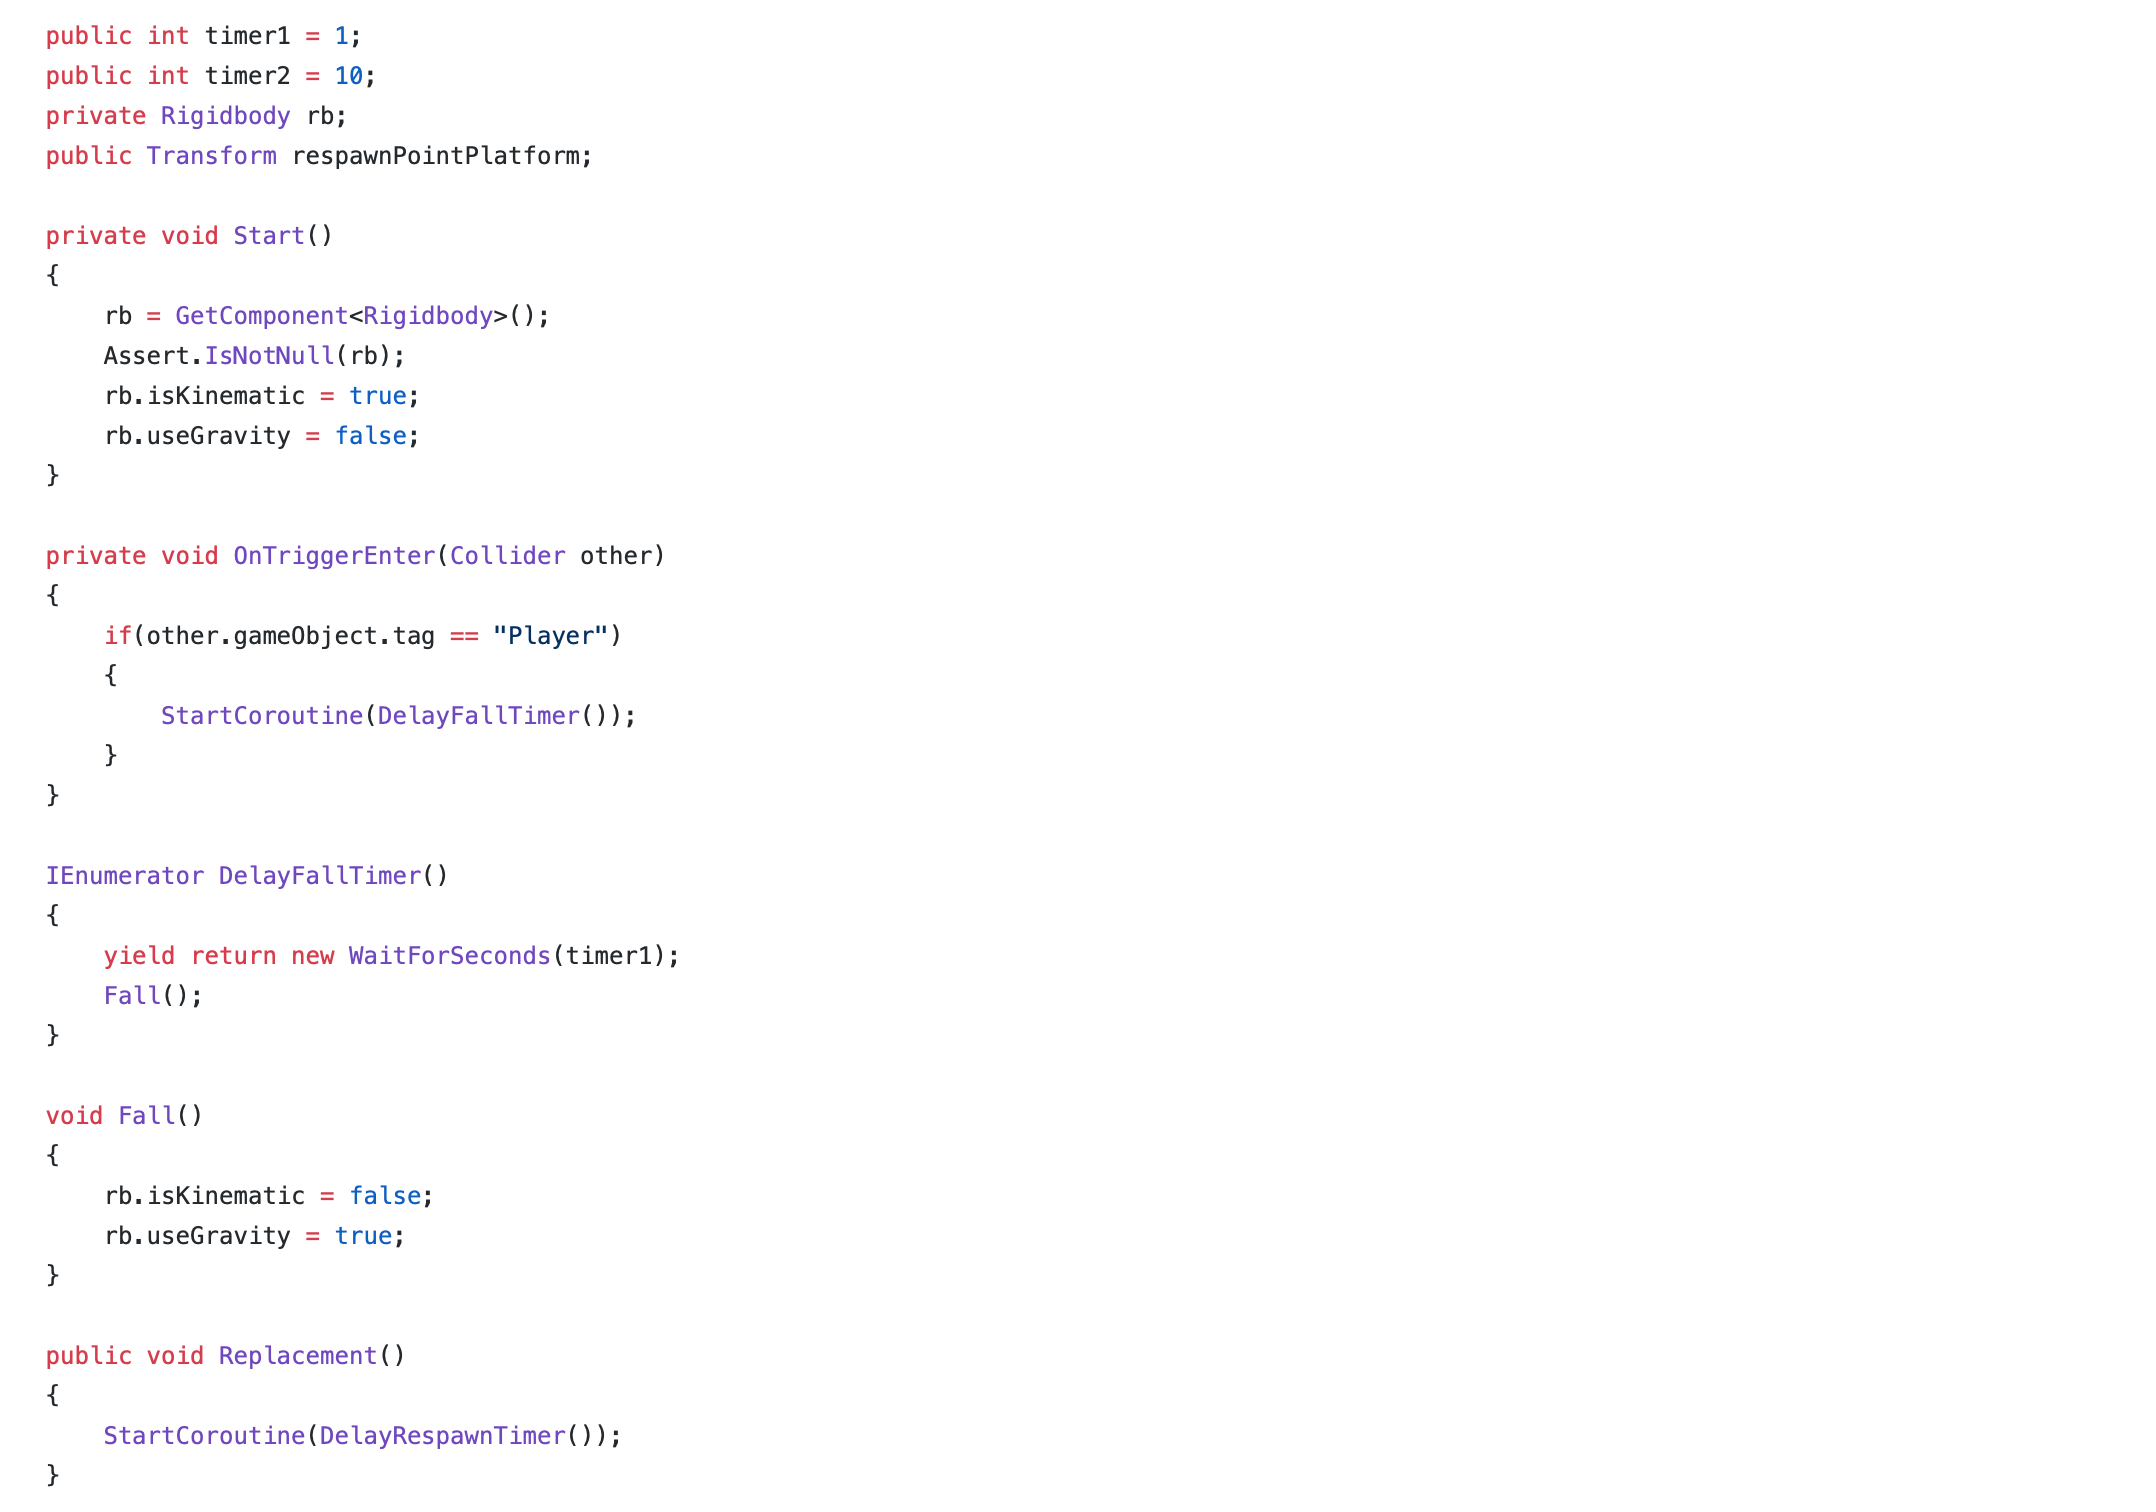 public int timer1 = 1;
public int timer2 = 10;
private Rigidbody rb;
public Transform respawnPointPlatform;

private void Start()
{
    rb = GetComponent<Rigidbody>();
    Assert.IsNotNull(rb);
    rb.isKinematic = true;
    rb.useGravity = false;
}

private void OnTriggerEnter(Collider other)
{
    if(other.gameObject.tag == "Player")
    {
        StartCoroutine(DelayFallTimer());
    }
}

IEnumerator DelayFallTimer()
{
    yield return new WaitForSeconds(timer1);
    Fall();
}

void Fall()
{
    rb.isKinematic = false;
    rb.useGravity = true;
}

public void Replacement()
{
    StartCoroutine(DelayRespawnTimer());
}